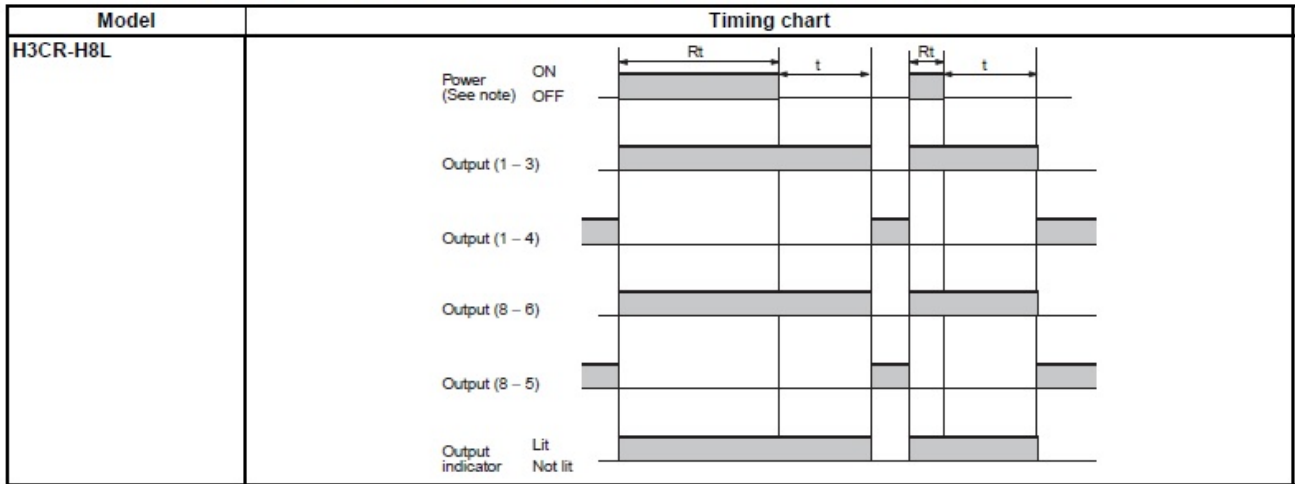 Model Timing chart
H3CR-H8L
Rt t Rt t
Power ON
(See note) OFF
Output (1 – 3)
Output (1 – 4)
Output (8 – 6)
Output (8 – 5)
Output Lit
indicator Not lit